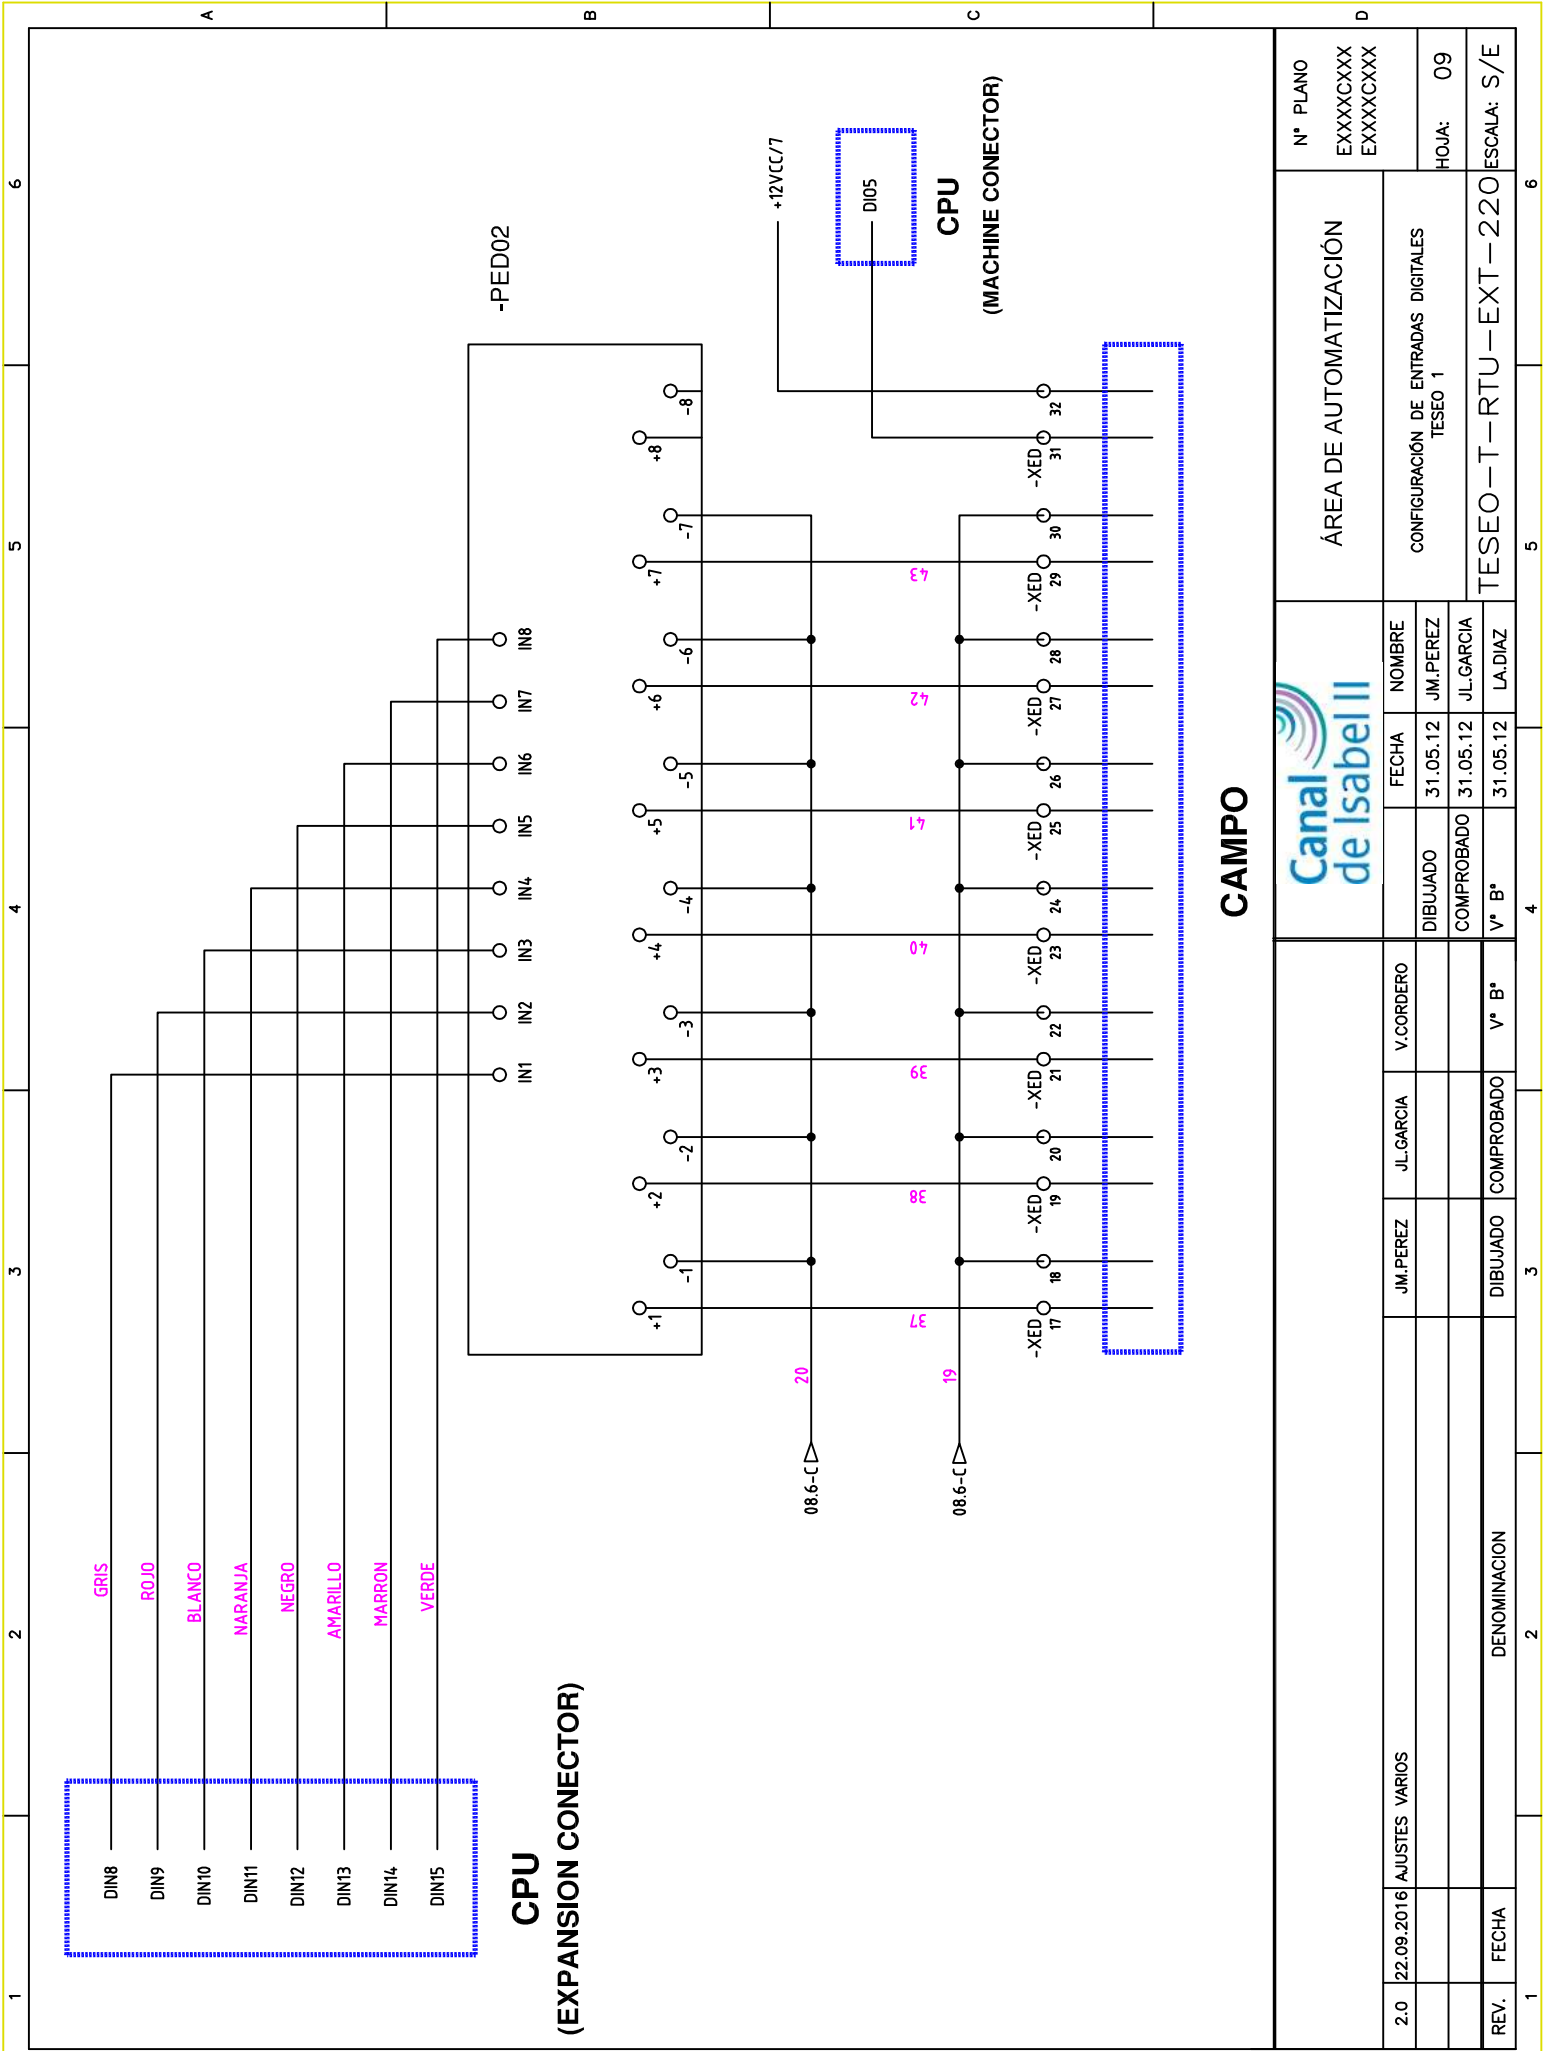 1 2 3 4 5 6
A
B
C
D
DIN8 GRIS
DIN9 ROJO
DIN10 BLANCO
DIN11 NARANJA
DIN12 NEGRO
DIN13 AMARILLO
DIN14 MARRON
DIN15 VERDE
CPU
(EXPANSION CONECTOR)
-PED02
IN1 IN2 IN3 IN4 IN5 IN6 IN7 IN8
+1 -1 +2 -2 +3 -3 +4 -4 +5 -5 +6 -6 +7 -7 +8 -8
+12VCC/7
08.6-C 20
DI05
CPU
(MACHINE CONECTOR)
37 38 39 40 41 42 43
08.6-C 19
-XED -XED -XED -XED -XED -XED -XED -XED
17 18 19 20 21 22 23 24 25 26 27 28 29 30 31 32
CAMPO
Canal
de Isabel II
ÁREA DE AUTOMATIZACIÓN
Nº PLANO
EXXXXCXXX
EXXXXCXXX
2.0 22.09.2016 AJUSTES VARIOS JM.PEREZ JL.GARCIA V.CORDERO
FECHA NOMBRE
CONFIGURACIÓN DE ENTRADAS DIGITALES
TESEO 1
DIBUJADO 31.05.12 JM.PEREZ
HOJA: 09
COMPROBADO 31.05.12 JL.GARCIA
REV. FECHA DENOMINACION DIBUJADO COMPROBADO Vº Bº
Vº Bº 31.05.12 LA.DIAZ
TESEO-T-RTU-EXT-220
ESCALA: S/E
1 2 3 4 5 6